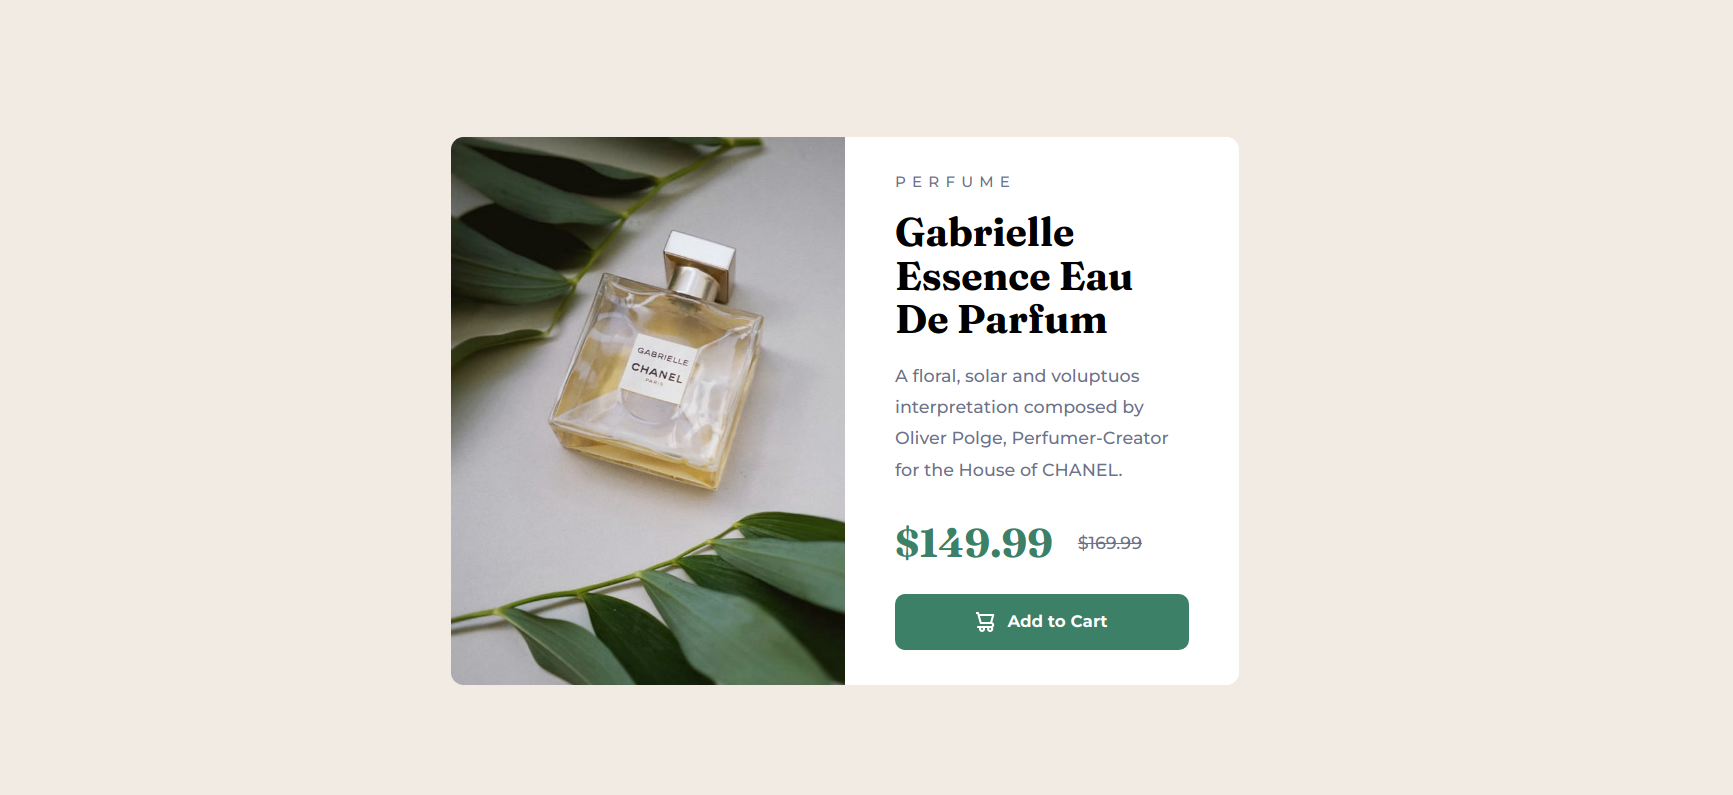 GABRIELLE
CHANEL
PARIS
PERFUME
Gabrielle
Essence Eau
De Parfum
A floral, solar and voluptuos
interpretation composed by
Oliver Polge, Perfumer-Creator
for the House of CHANEL.
$149.99 $169.99
Add to Cart